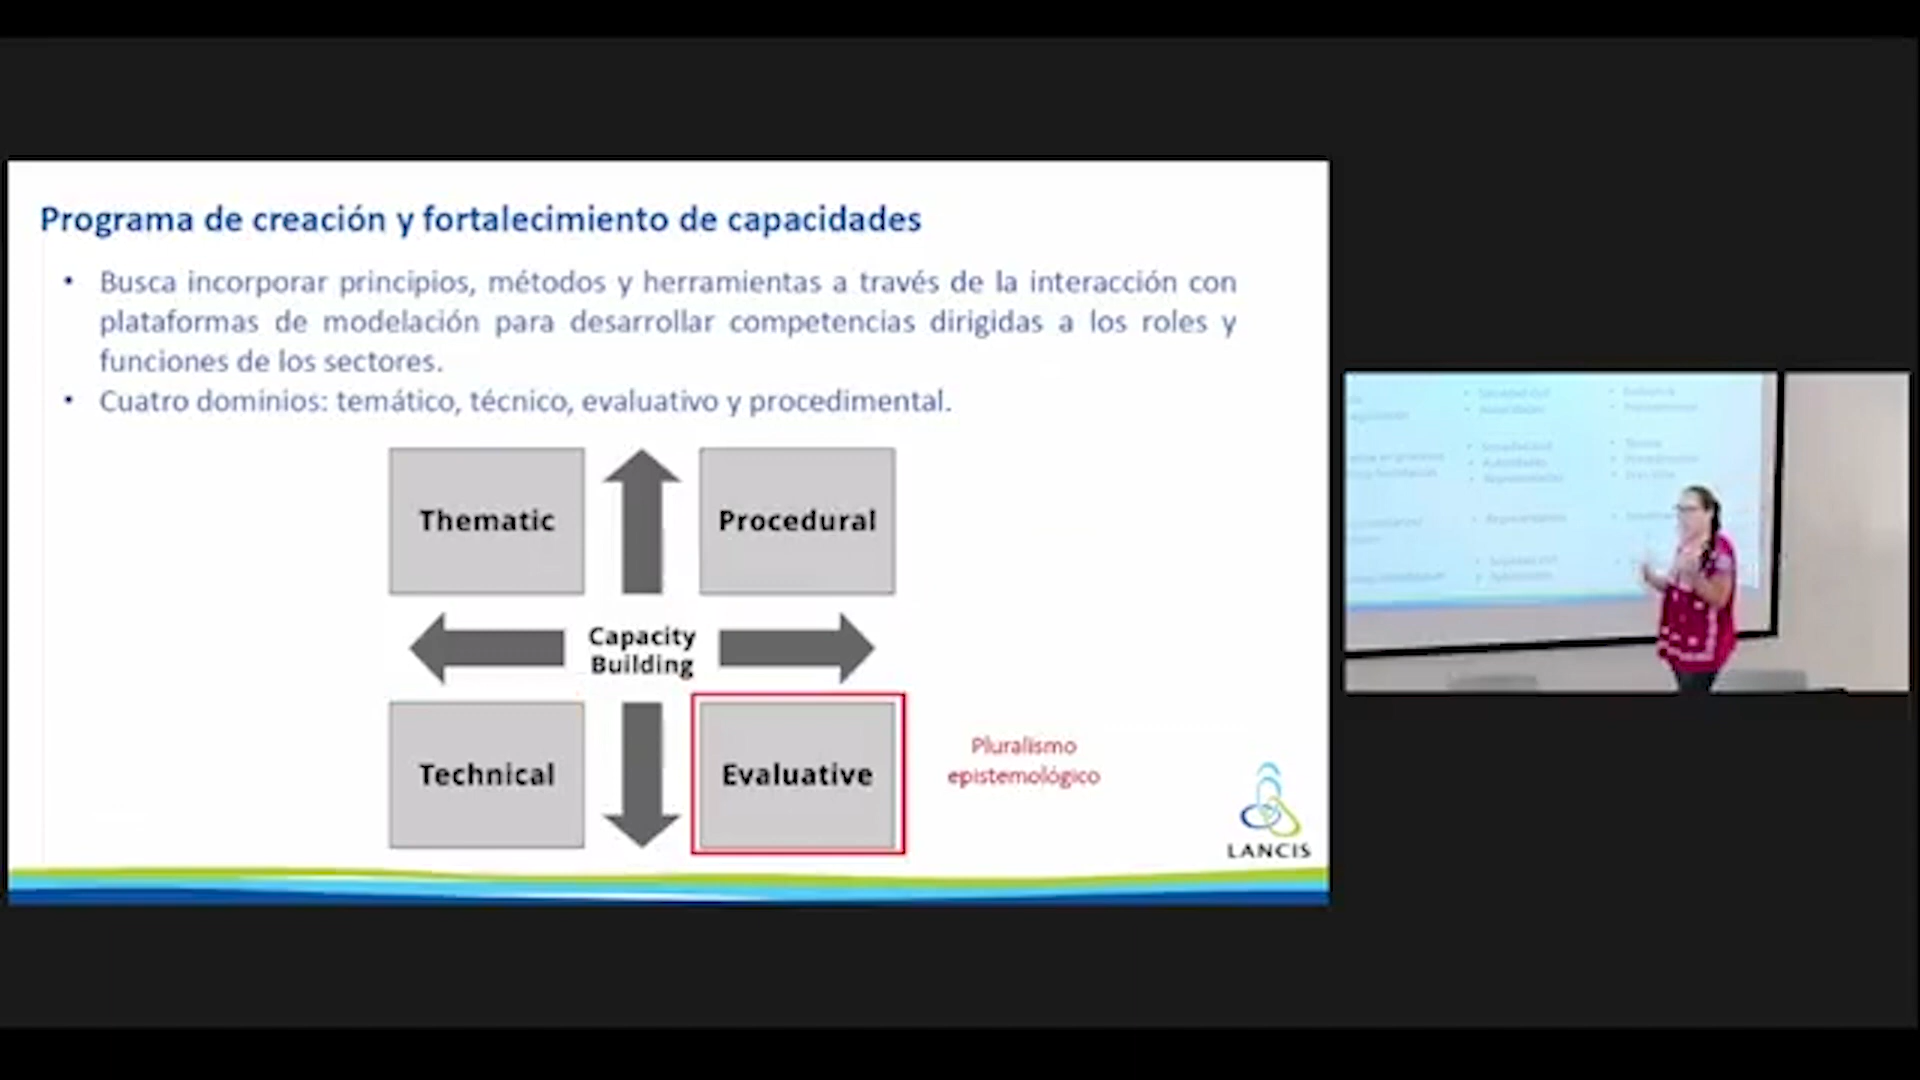 Programa de creación y fortalecimiento de capacidades
• Busca incorporar principios, métodos y herramientas a través de la interacción con
plataformas de modelación para desarrollar competencias dirigidas a los roles y
funciones de los sectores.
• Cuatro dominios: temático, técnico, evaluativo y procedimental.
Thematic
Procedural
Capacity
Building
Technical
Evaluative
Pluralismo
epistemológico
LANCIS